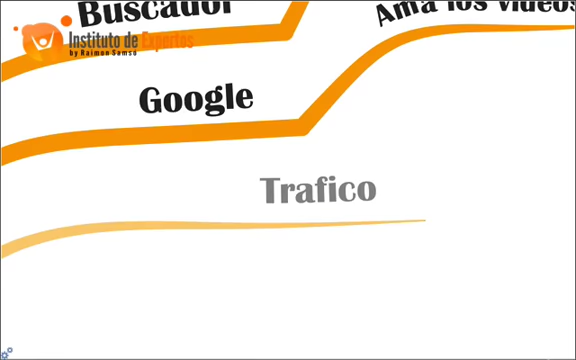 Buscador
Ama los videos
Instituto de Expertos
by Raimon Samsó
Google
Trafico